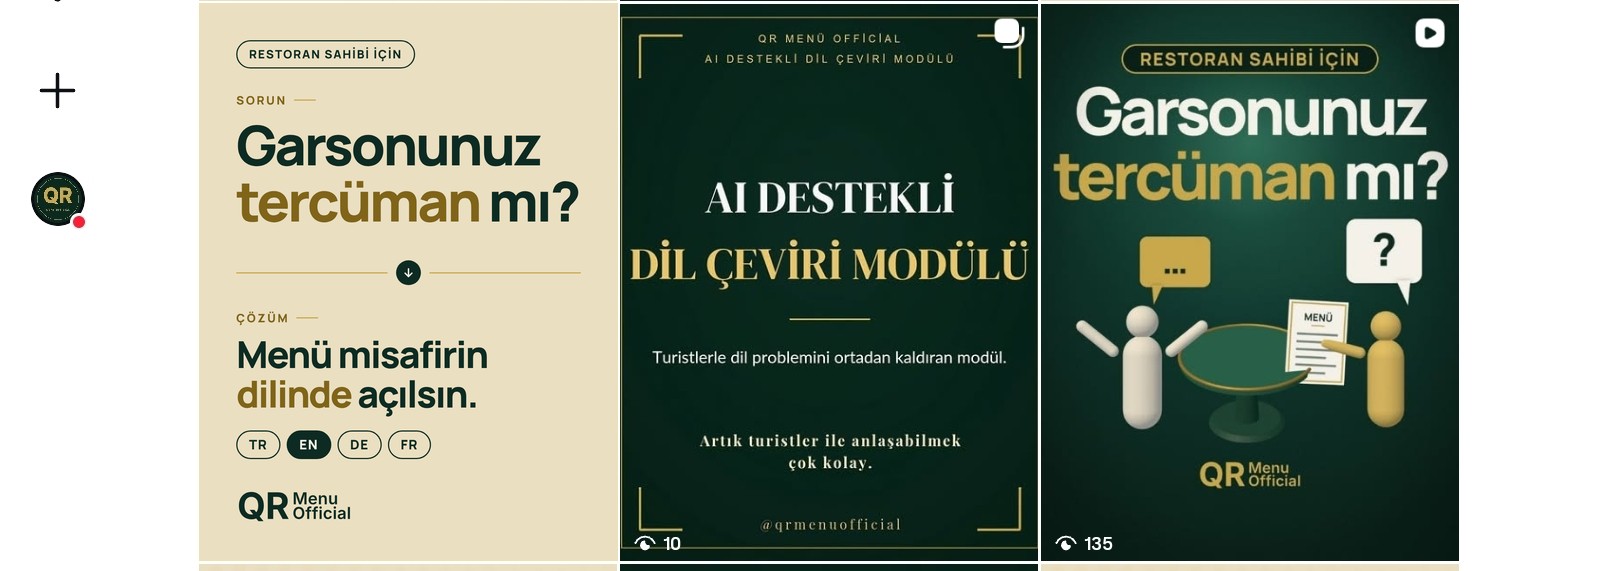 QR
RESTORAN SAHİBİ İÇİN
SORUN
Garsonunuz
tercüman mı?
ÇÖZÜM
Menü misafirin
dilinde açılsın.
TR EN DE FR
QR Menu Official
QR MENÜ OFFİCİAL
AI DESTEKLİ DİL ÇEVİRİ MODÜLÜ
AI DESTEKLİ
DİL ÇEVİRİ MODÜLÜ
Turistlerle dil problemini ortadan kaldıran modül.
Artık turistler ile anlaşabilmek
çok kolay.
@qrmenuofficial
10
RESTORAN SAHİBİ İÇİN
Garsonunuz
tercüman mı?
...
?
MENÜ
QR Menu Official
135